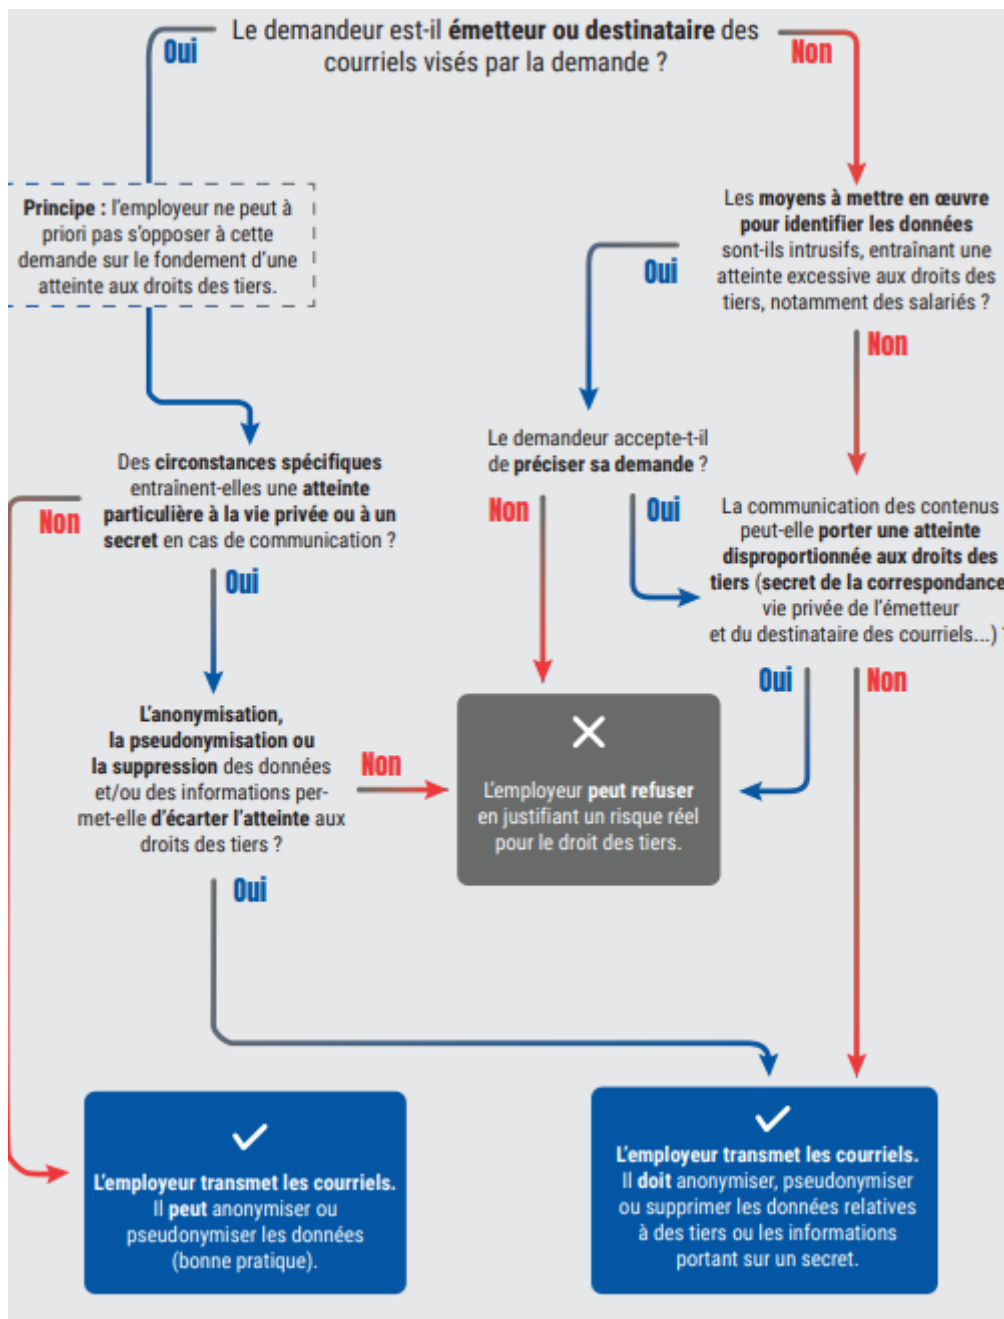 Le demandeur est-il émetteur ou destinataire des
courriels visés par la demande ?
Oui
Non
Principe : l'employeur ne peut à
priori pas s'opposer à cette
demande sur le fondement d'une
atteinte aux droits des tiers.
Les moyens à mettre en œuvre
pour identifier les données
sont-ils intrusifs, entraînant une
atteinte excessive aux droits des
tiers, notamment des salariés ?
Oui
Non
Le demandeur accepte-t-il
de préciser sa demande ?
Non
Oui
Des circonstances spécifiques
entraînent-elles une atteinte
particulière à la vie privée ou à un
secret en cas de communication ?
Non
Oui
La communication des contenus
peut-elle porter une atteinte
disproportionnée aux droits des
tiers (secret de la correspondance
vie privée de l'émetteur
et du destinataire des courriels...) ?
Oui
Non
L'anonymisation,
la pseudonymisation ou
la suppression des données
et/ou des informations per-
met-elle d'écarter l'atteinte aux
droits des tiers ?
Non
Oui
L'employeur peut refuser
en justifiant un risque réel
pour le droit des tiers.
L'employeur transmet les courriels.
Il peut anonymiser ou
pseudonymiser les données
(bonne pratique).
L'employeur transmet les courriels.
Il doit anonymiser, pseudonymiser
ou supprimer les données relatives
à des tiers ou les informations
portant sur un secret.